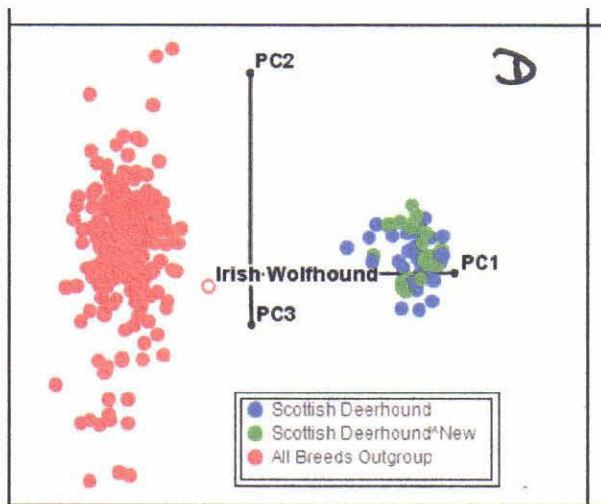 PC2
D
Irish Wolfhound
PC1
PC3
Scottish Deerhound
Scottish Deerhound^New
All Breeds Outgroup